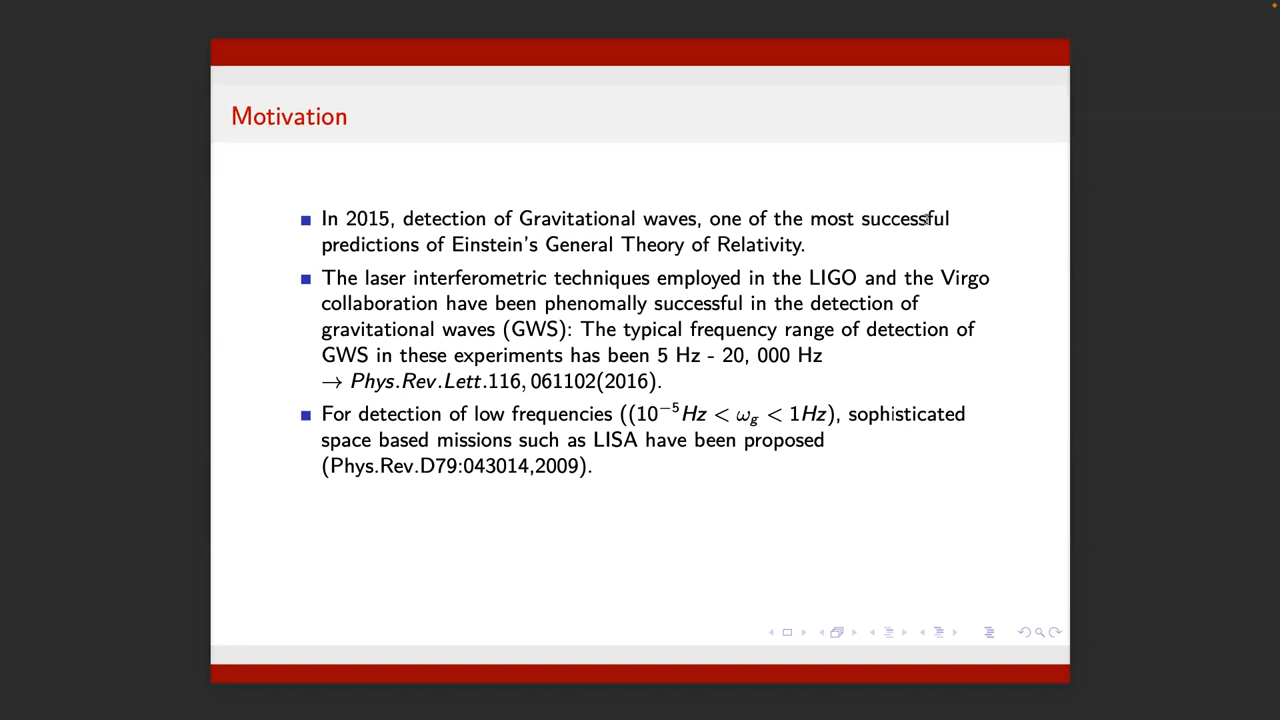 Motivation
In 2015, detection of Gravitational waves, one of the most successful
predictions of Einstein's General Theory of Relativity.
The laser interferometric techniques employed in the LIGO and the Virgo
collaboration have been phenomally successful in the detection of
gravitational waves (GWS): The typical frequency range of detection of
GWS in these experiments has been 5 Hz - 20, 000 Hz
→ Phys.Rev.Lett.116, 061102(2016).
For detection of low frequencies ((10⁻⁵Hz < ω_g < 1Hz), sophisticated
space based missions such as LISA have been proposed
(Phys.Rev.D79:043014,2009).